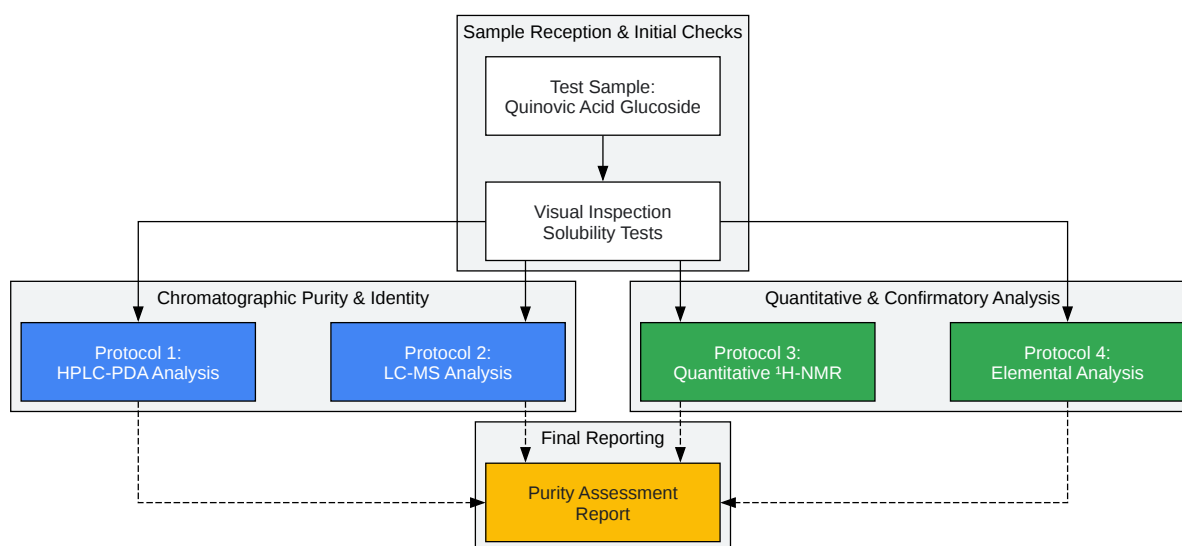 Sample Reception & Initial Checks
Test Sample:
Quinovic Acid Glucoside
Visual Inspection
Solubility Tests
Chromatographic Purity & Identity
Protocol 1:
HPLC-PDA Analysis
Protocol 2:
LC-MS Analysis
Quantitative & Confirmatory Analysis
Protocol 3:
Quantitative ¹H-NMR
Protocol 4:
Elemental Analysis
Final Reporting
Purity Assessment
Report